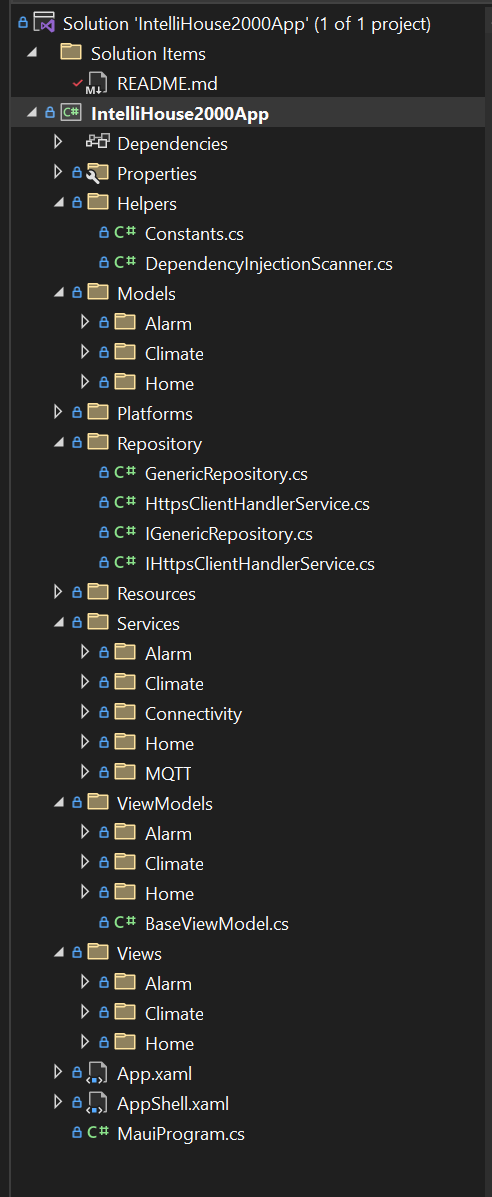 Solution 'IntelliHouse2000App' (1 of 1 project)
Solution Items
M↓ README.md
C# IntelliHouse2000App
Dependencies
Properties
Helpers
C# Constants.cs
C# DependencyInjectionScanner.cs
Models
Alarm
Climate
Home
Platforms
Repository
C# GenericRepository.cs
C# HttpsClientHandlerService.cs
C# IGenericRepository.cs
C# IHttpsClientHandlerService.cs
Resources
Services
Alarm
Climate
Connectivity
Home
MQTT
ViewModels
Alarm
Climate
Home
C# BaseViewModel.cs
Views
Alarm
Climate
Home
App.xaml
AppShell.xaml
C# MauiProgram.cs